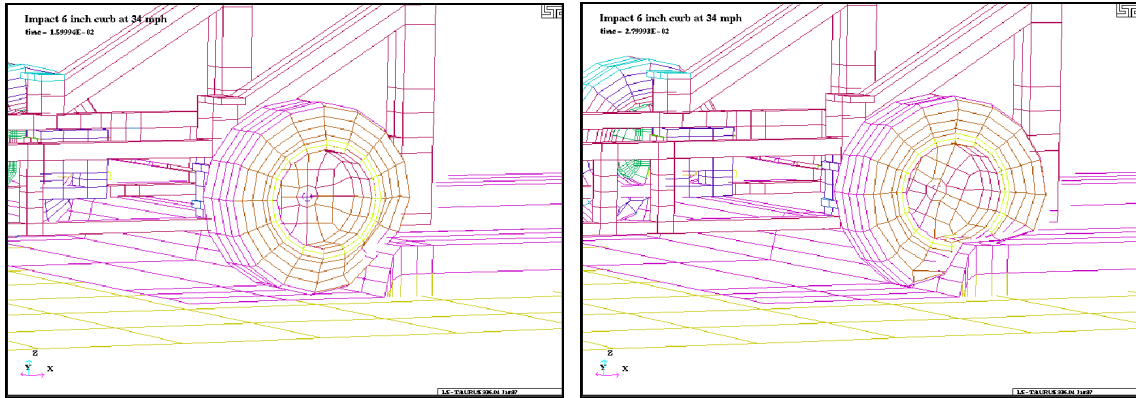 Impact 6 inch curb at 34 mph
time = 1.59994E-02
Z
Y X
Impact 6 inch curb at 34 mph
time = 2.79993E-02
Z
Y X